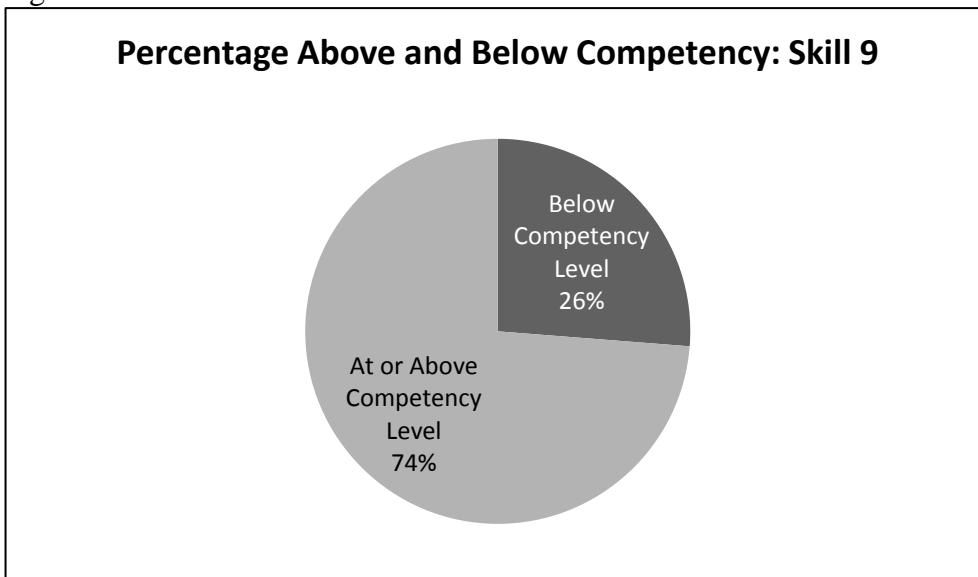 Percentage Above and Below Competency: Skill 9
Below
Competency
Level
26%
At or Above
Competency
Level
74%